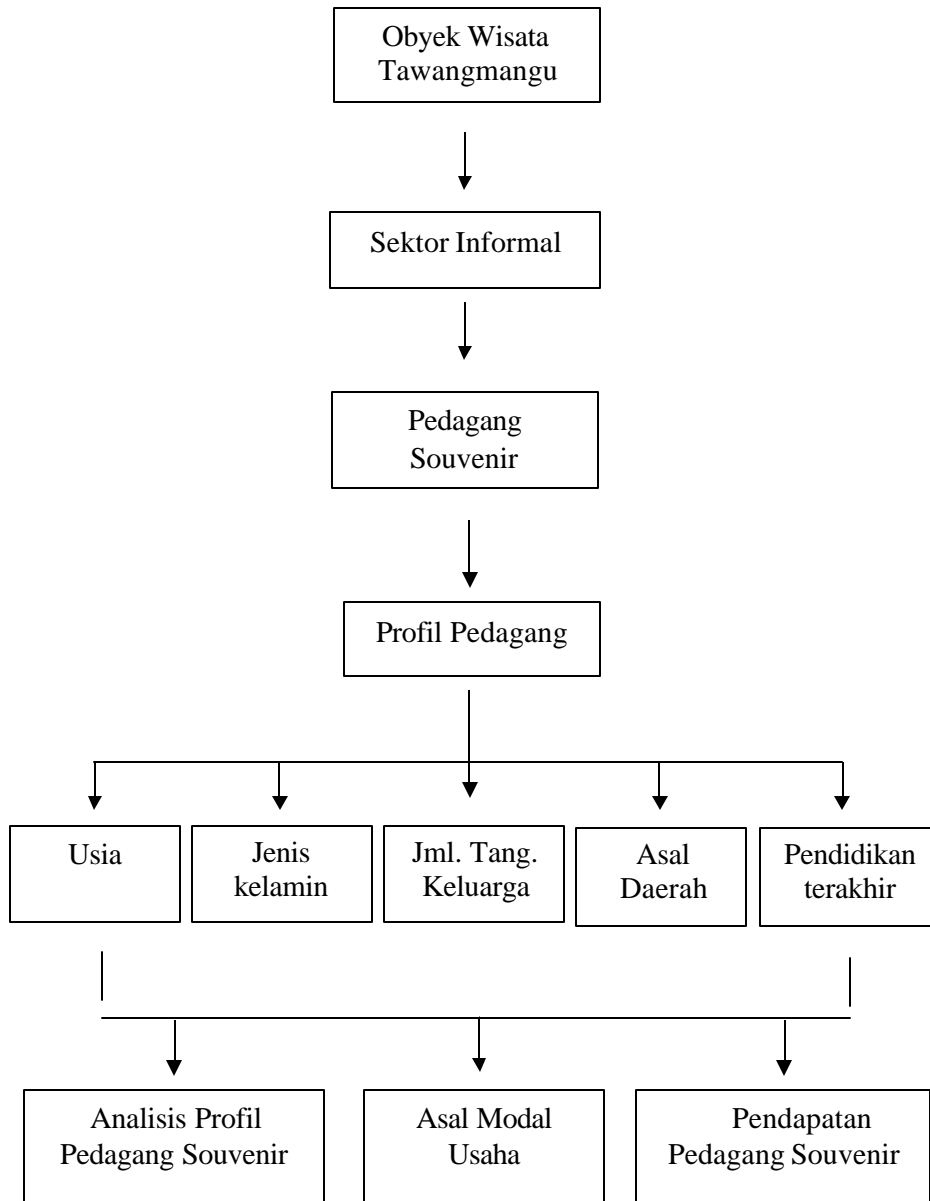 Obyek Wisata
Tawangmangu
Sektor Informal
Pedagang
Souvenir
Profil Pedagang
Usia
Jenis
kelamin
Jml. Tang.
Keluarga
Asal
Daerah
Pendidikan
terakhir
Analisis Profil
Pedagang Souvenir
Asal Modal
Usaha
Pendapatan
Pedagang Souvenir